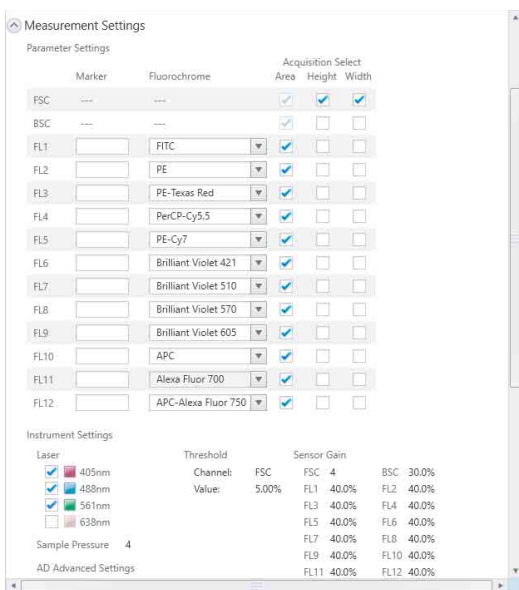 Measurement Settings
Parameter Settings
Acquisition Select
Marker Fluorochrome Area Height Width
FSC --- ---
BSC --- ---
FL1 FITC
FL2 PE
FL3 PE-Texas Red
FL4 PerCP-Cy5.5
FL5 PE-Cy7
FL6 Brilliant Violet 421
FL7 Brilliant Violet 510
FL8 Brilliant Violet 570
FL9 Brilliant Violet 605
FL10 APC
FL11 Alexa Fluor 700
FL12 APC-Alexa Fluor 750
Instrument Settings
Laser Threshold Sensor Gain
405nm Channel: FSC FSC 4 BSC 30.0%
488nm Value: 5.00% FL1 40.0% FL2 40.0%
561nm FL3 40.0% FL4 40.0%
638nm FL5 40.0% FL6 40.0%
Sample Pressure 4 FL7 40.0% FL8 40.0%
FL9 40.0% FL10 40.0%
AD Advanced Settings FL11 40.0% FL12 40.0%